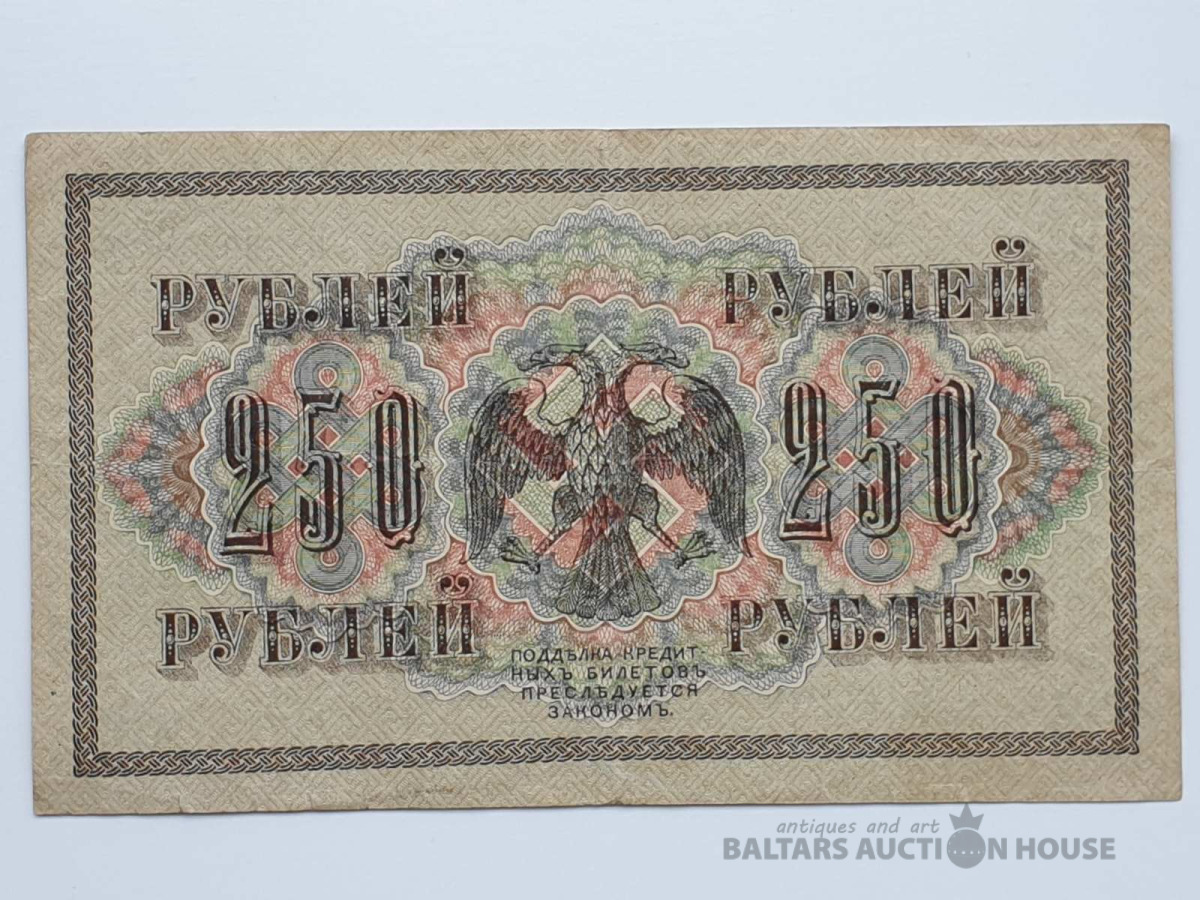 РУБЛЕЙ РУБЛЕЙ
250 250
РУБЛЕЙ РУБЛЕЙ
ПОДДѢЛКА КРЕДИТ-
НЫХЪ БИЛЕТОВЪ
ПРЕСЛѢДУЕТСЯ
ЗАКОНОМЪ.
antiques and art
BALTARS AUCTION HOUSE